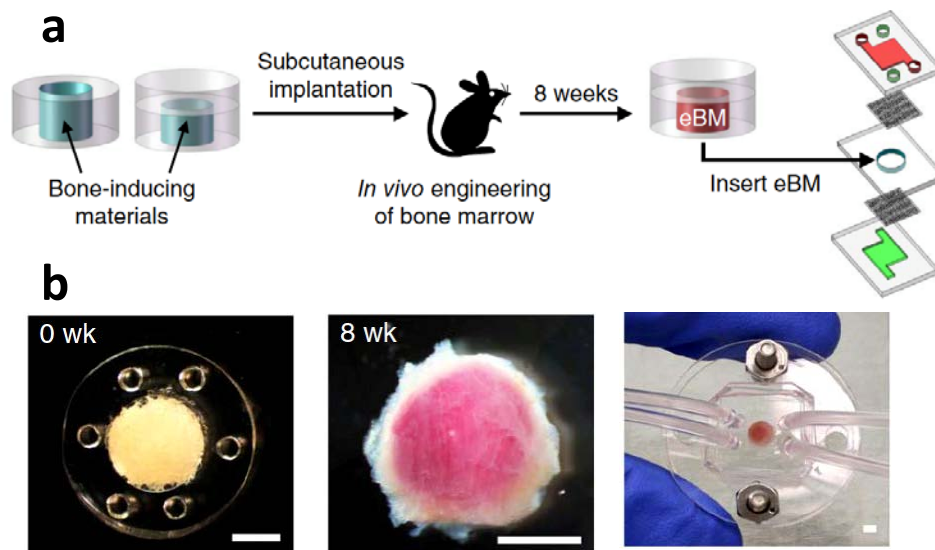 a
Subcutaneous
implantation
8 weeks
eBM
Bone-inducing
materials
In vivo engineering
of bone marrow
Insert eBM
b
0 wk
8 wk